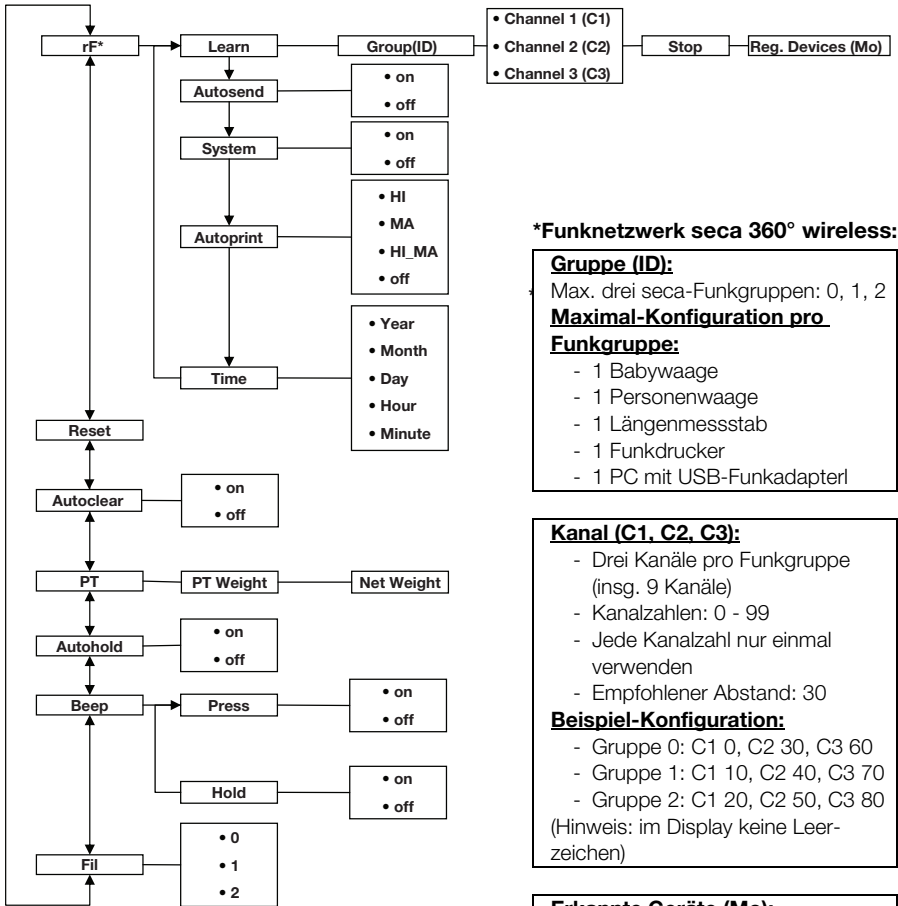 rF*
Learn
Group(ID)
• Channel 1 (C1)
• Channel 2 (C2)
• Channel 3 (C3)
Stop
Reg. Devices (Mo)
Autosend
• on
• off
System
• on
• off
Autoprint
• HI
• MA
• HI_MA
• off
Time
• Year
• Month
• Day
• Hour
• Minute
Reset
Autoclear
• on
• off
PT
PT Weight
Net Weight
Autohold
• on
• off
Beep
Press
• on
• off
Hold
• on
• off
Fil
• 0
• 1
• 2
*Funknetzwerk seca 360° wireless:
Gruppe (ID):
* Max. drei seca-Funkgruppen: 0, 1, 2
Maximal-Konfiguration pro
Funkgruppe:
- 1 Babywaage
- 1 Personenwaage
- 1 Längenmessstab
- 1 Funkdrucker
- 1 PC mit USB-Funkadapterl
Kanal (C1, C2, C3):
- Drei Kanäle pro Funkgruppe
(insg. 9 Kanäle)
- Kanalzahlen: 0 - 99
- Jede Kanalzahl nur einmal
verwenden
- Empfohlener Abstand: 30
Beispiel-Konfiguration:
- Gruppe 0: C1 0, C2 30, C3 60
- Gruppe 1: C1 10, C2 40, C3 70
- Gruppe 2: C1 20, C2 50, C3 80
(Hinweis: im Display keine Leer-
zeichen)
Erkannte Geräte (Mo):